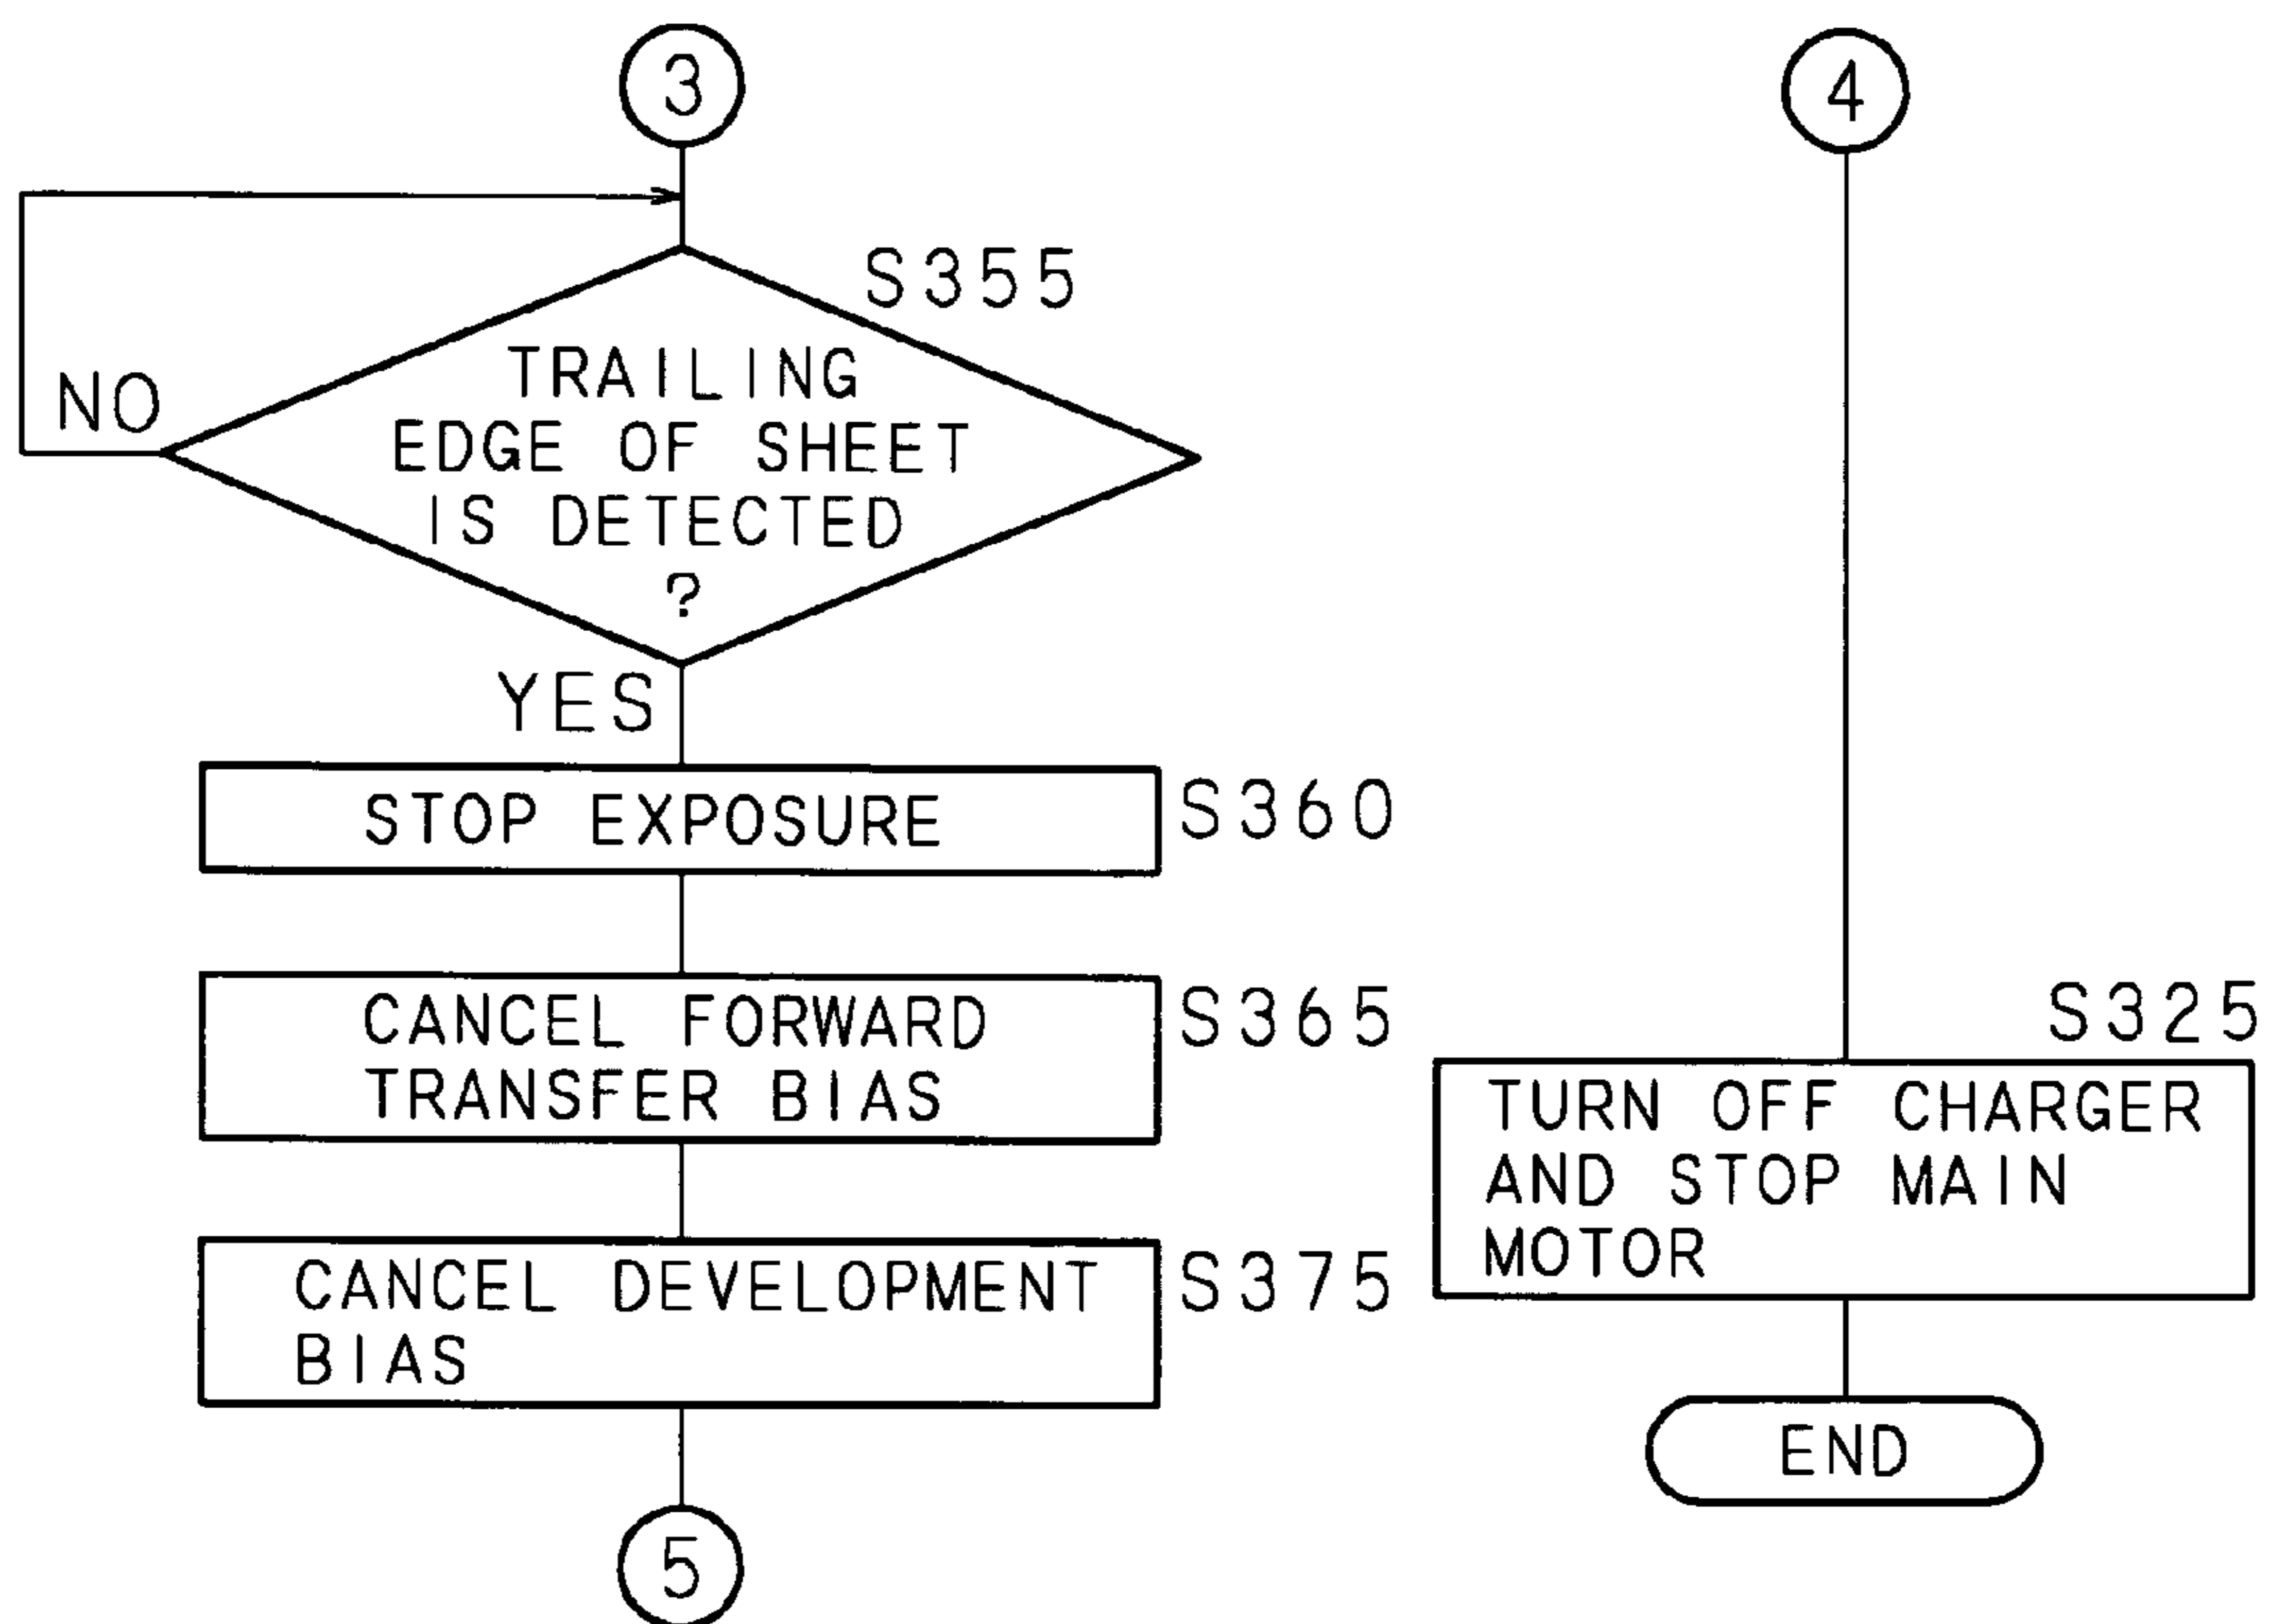 3
S355
TRAILING
EDGE OF SHEET
IS DETECTED
?
NO
YES
STOP EXPOSURE
S360
CANCEL FORWARD
TRANSFER BIAS
S365
CANCEL DEVELOPMENT
BIAS
S375
5
4
S325
TURN OFF CHARGER
AND STOP MAIN
MOTOR
END